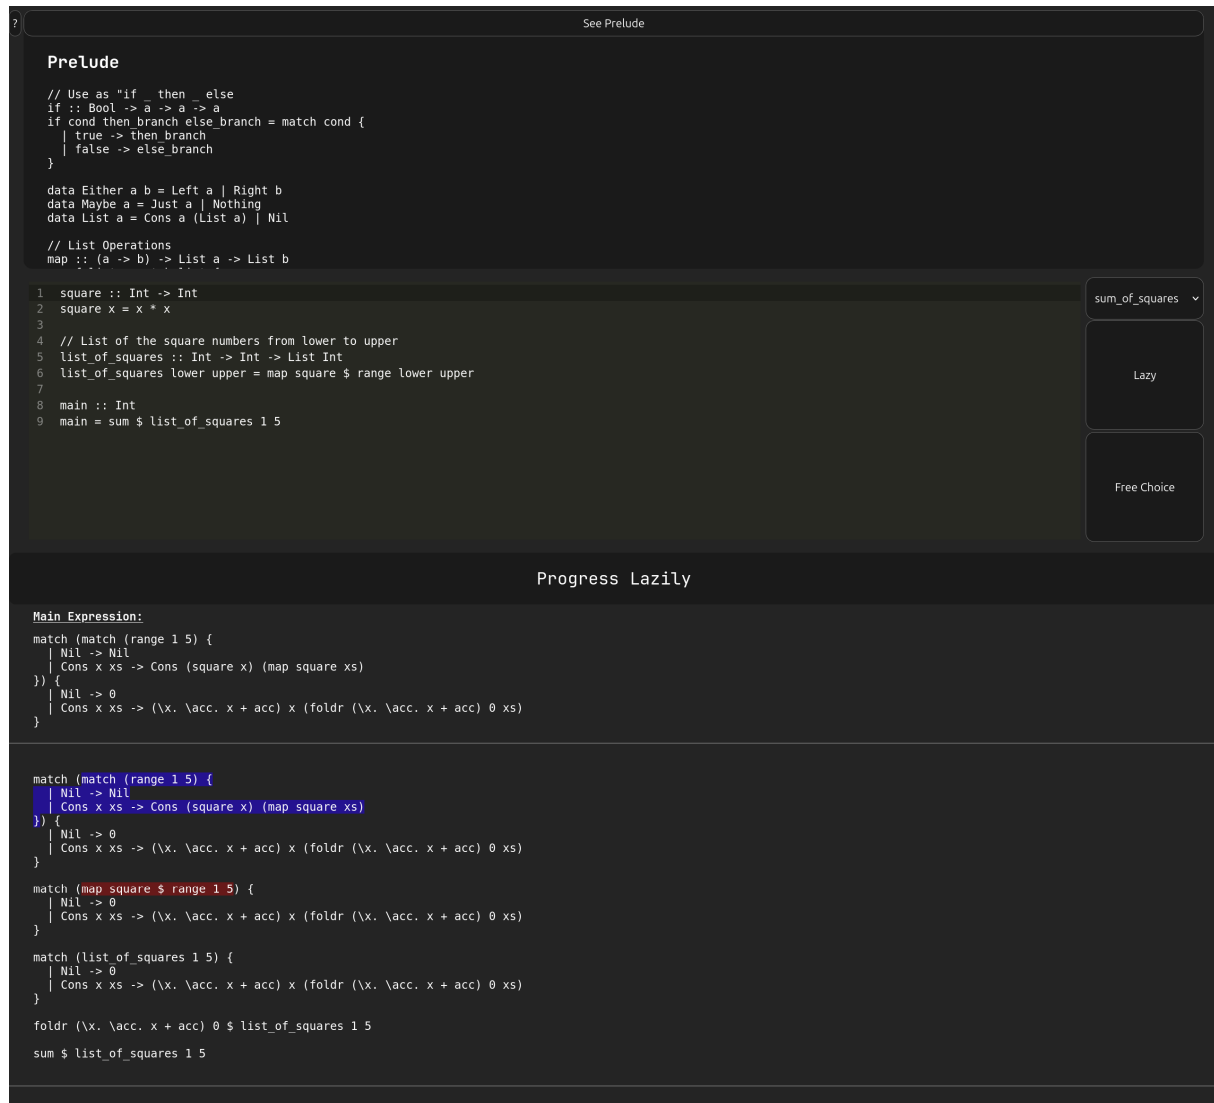 ?
See Prelude
Prelude
// Use as "if _ then _ else
if :: Bool -> a -> a -> a
if cond then_branch else_branch = match cond {
  | true -> then_branch
  | false -> else_branch
}
data Either a b = Left a | Right b
data Maybe a = Just a | Nothing
data List a = Cons a (List a) | Nil
// List Operations
map :: (a -> b) -> List a -> List b
1 square :: Int -> Int
2 square x = x * x
3
4 // List of the square numbers from lower to upper
5 list_of_squares :: Int -> Int -> List Int
6 list_of_squares lower upper = map square $ range lower upper
7
8 main :: Int
9 main = sum $ list_of_squares 1 5
sum_of_squares
Lazy
Free Choice
Progress Lazily
Main Expression:
match (match (range 1 5) {
  | Nil -> Nil
  | Cons x xs -> Cons (square x) (map square xs)
}) {
  | Nil -> 0
  | Cons x xs -> (\x. \acc. x + acc) x (foldr (\x. \acc. x + acc) 0 xs)
}
match (match (range 1 5) {
  | Nil -> Nil
  | Cons x xs -> Cons (square x) (map square xs)
}) {
  | Nil -> 0
  | Cons x xs -> (\x. \acc. x + acc) x (foldr (\x. \acc. x + acc) 0 xs)
}
match (map square $ range 1 5) {
  | Nil -> 0
  | Cons x xs -> (\x. \acc. x + acc) x (foldr (\x. \acc. x + acc) 0 xs)
}
match (list_of_squares 1 5) {
  | Nil -> 0
  | Cons x xs -> (\x. \acc. x + acc) x (foldr (\x. \acc. x + acc) 0 xs)
}
foldr (\x. \acc. x + acc) 0 $ list_of_squares 1 5
sum $ list_of_squares 1 5